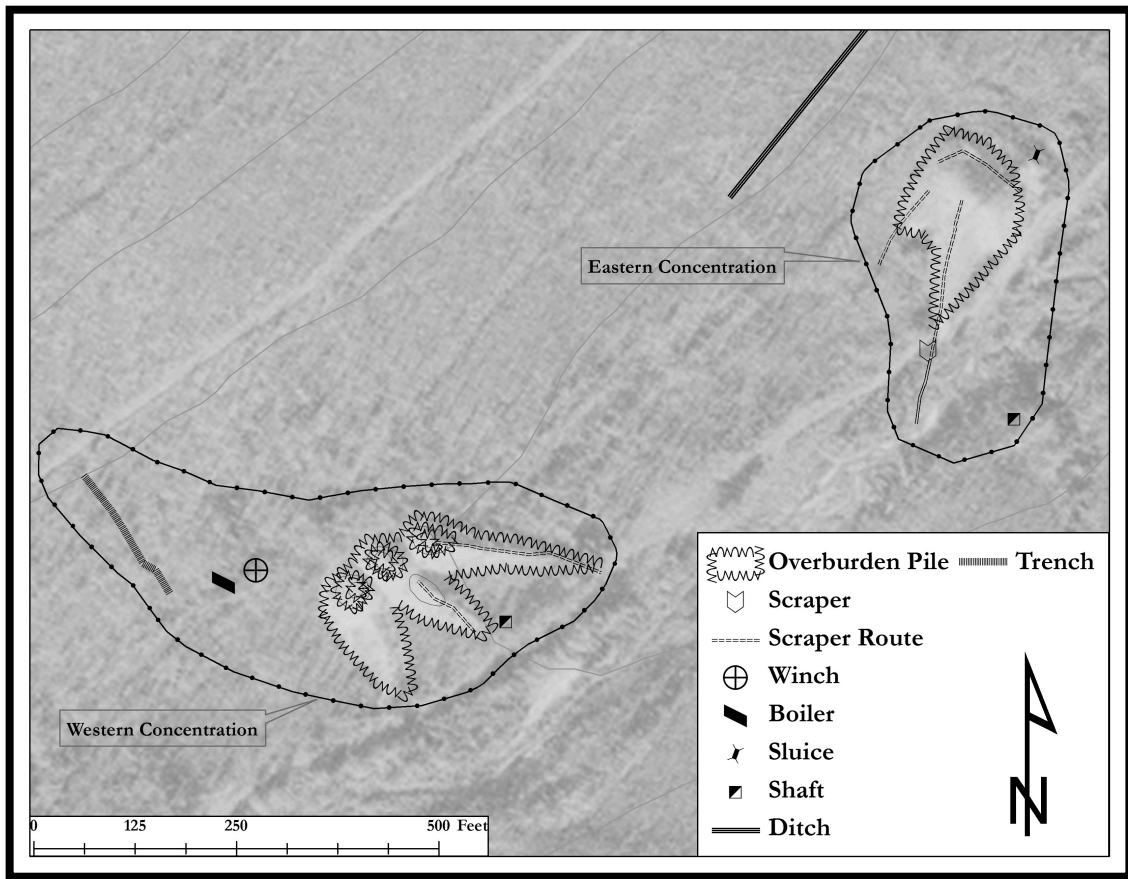 Eastern Concentration
Western Concentration
Overburden Pile
Trench
Scraper
Scraper Route
Winch
Boiler
Sluice
Shaft
Ditch
N
0 125 250 500 Feet